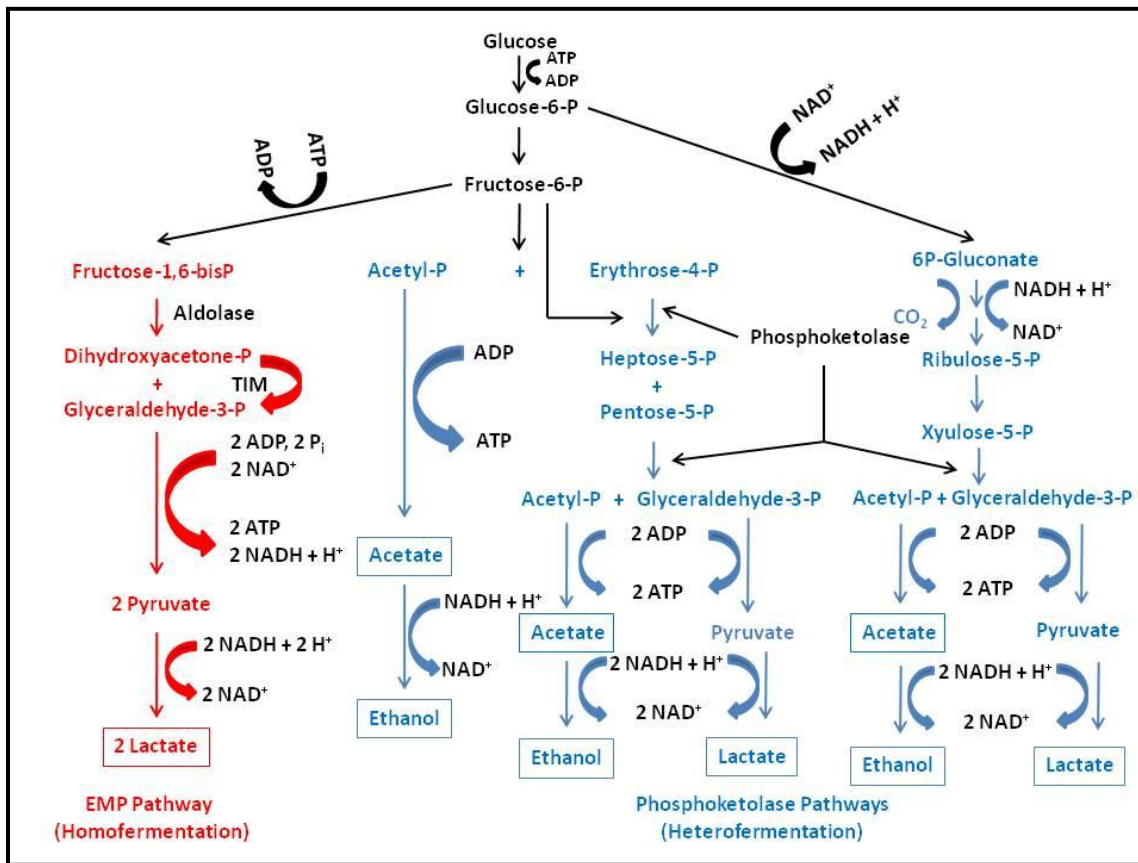 Glucose
ATP
ADP
Glucose-6-P
NAD⁺
NADH + H⁺
ADP
ATP
Fructose-6-P
Fructose-1,6-bisP
Acetyl-P + Erythrose-4-P
6P-Gluconate
Aldolase
CO₂
NADH + H⁺
NAD⁺
Phosphoketolase
Dihydroxyacetone-P
+
TIM
Glyceraldehyde-3-P
ADP
ATP
Heptose-5-P
+
Pentose-5-P
Ribulose-5-P
Xyulose-5-P
2 ADP, 2 Pᵢ
2 NAD⁺
2 ATP
2 NADH + H⁺
Acetyl-P + Glyceraldehyde-3-P
Acetyl-P + Glyceraldehyde-3-P
2 ADP
2 ATP
2 ADP
2 ATP
Acetate
2 Pyruvate
NADH + H⁺
NAD⁺
Acetate
Pyruvate
Acetate
Pyruvate
2 NADH + 2 H⁺
2 NAD⁺
2 NADH + H⁺
2 NAD⁺
2 NADH + H⁺
2 NAD⁺
2 Lactate
Ethanol
Ethanol
Lactate
Ethanol
Lactate
EMP Pathway
(Homofermentation)
Phosphoketolase Pathways
(Heterofermentation)